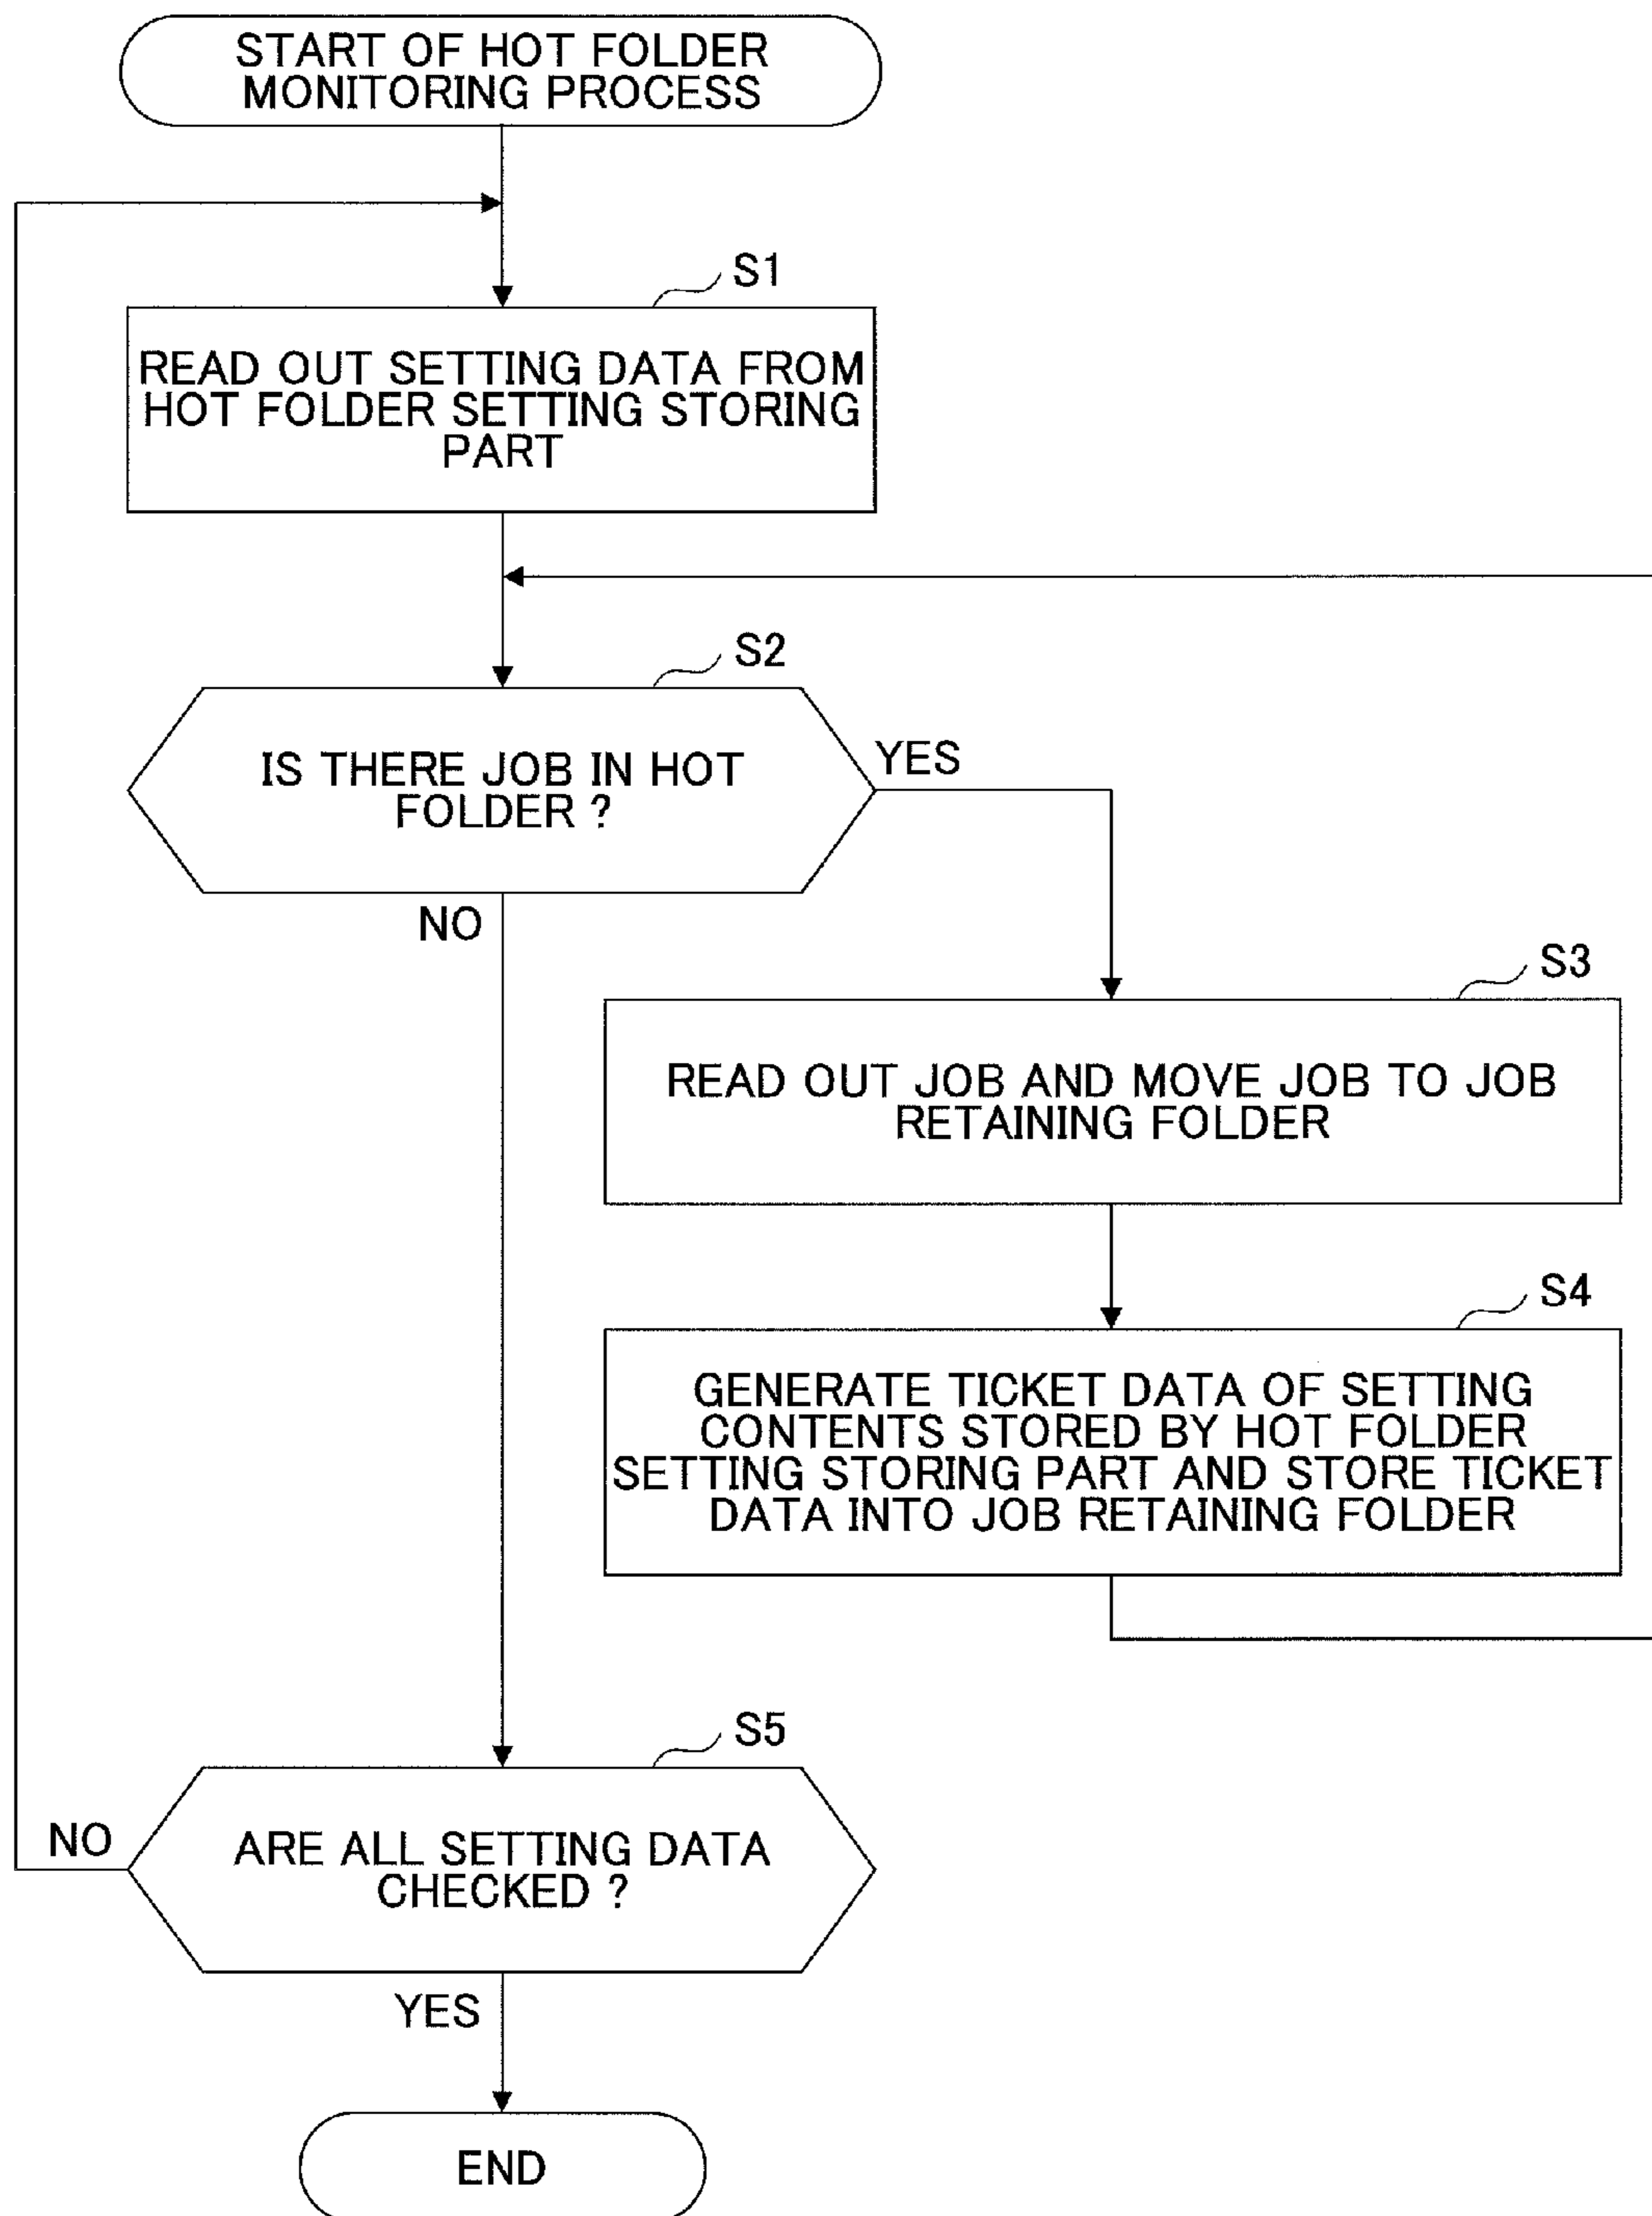 START OF HOT FOLDER
MONITORING PROCESS
S1
READ OUT SETTING DATA FROM
HOT FOLDER SETTING STORING
PART
S2
IS THERE JOB IN HOT
FOLDER ?
YES
NO
S3
READ OUT JOB AND MOVE JOB TO JOB
RETAINING FOLDER
S4
GENERATE TICKET DATA OF SETTING
CONTENTS STORED BY HOT FOLDER
SETTING STORING PART AND STORE TICKET
DATA INTO JOB RETAINING FOLDER
S5
NO
ARE ALL SETTING DATA
CHECKED ?
YES
END